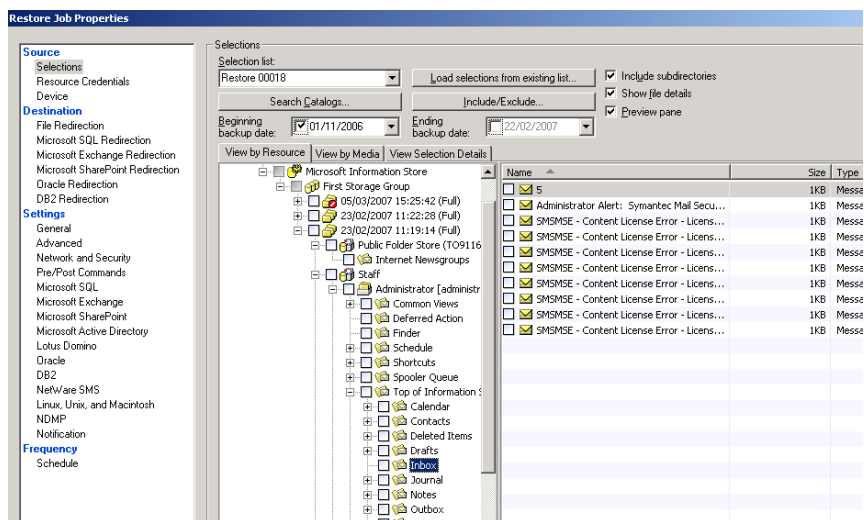 Restore Job Properties
Source
Selections
Resource Credentials
Device
Destination
File Redirection
Microsoft SQL Redirection
Microsoft Exchange Redirection
Microsoft SharePoint Redirection
Oracle Redirection
DB2 Redirection
Settings
General
Advanced
Network and Security
Pre/Post Commands
Microsoft SQL
Microsoft Exchange
Microsoft SharePoint
Microsoft Active Directory
Lotus Domino
Oracle
DB2
NetWare SMS
Linux, Unix, and Macintosh
NDMP
Notification
Frequency
Schedule
Selections
Selection list:
Restore 00018
Load selections from existing list...
Search Catalogs...
Include/Exclude...
Include subdirectories
Show file details
Preview pane
Beginning backup date:
01/11/2006
Ending backup date:
22/02/2007
View by Resource
View by Media
View Selection Details
Microsoft Information Store
First Storage Group
05/03/2007 15:25:42 (Full)
23/02/2007 11:22:28 (Full)
23/02/2007 11:19:14 (Full)
Public Folder Store (TO9116
Internet Newsgroups
Staff
Administrator [administr
Common Views
Deferred Action
Finder
Schedule
Shortcuts
Spooler Queue
Top of Information S
Calendar
Contacts
Deleted Items
Drafts
Inbox
Journal
Notes
Outbox
Name Size Type
5 1KB Messa
Administrator Alert: Symantec Mail Secu... 1KB Messa
SMSMSE - Content License Error - Licens... 1KB Messa
SMSMSE - Content License Error - Licens... 1KB Messa
SMSMSE - Content License Error - Licens... 1KB Messa
SMSMSE - Content License Error - Licens... 1KB Messa
SMSMSE - Content License Error - Licens... 1KB Messa
SMSMSE - Content License Error - Licens... 1KB Messa
SMSMSE - Content License Error - Licens... 1KB Messa
SMSMSE - Content License Error - Licens... 1KB Messa